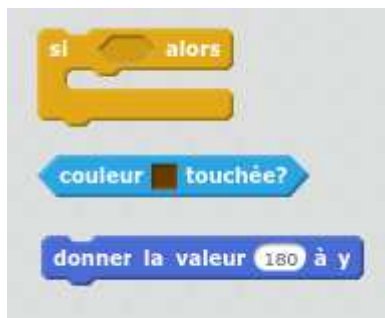 si alors
couleur touchée?
donner la valeur 180 à y